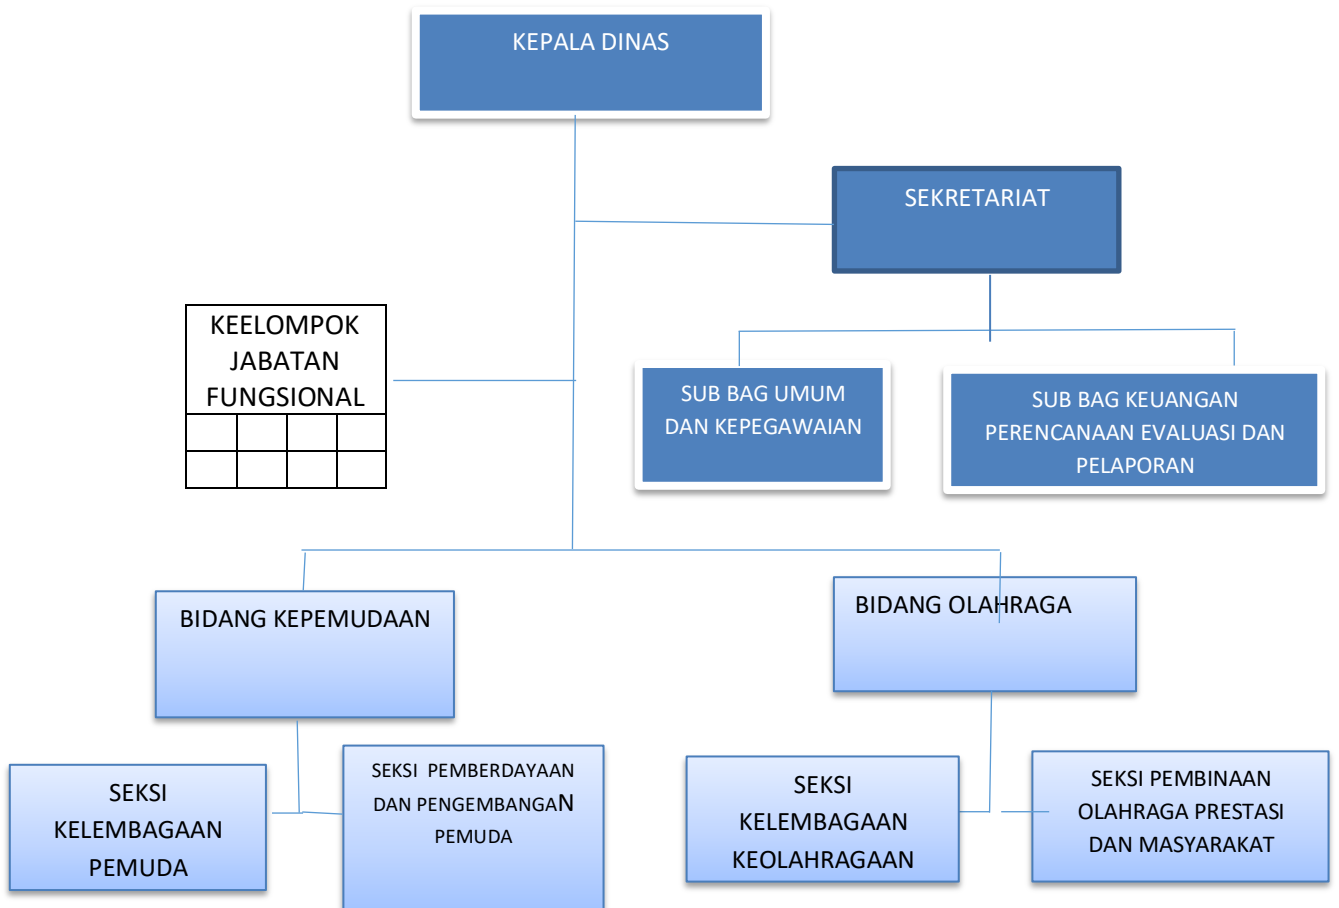 KEPALA DINAS
SEKRETARIAT
KEELOMPOK
JABATAN
FUNGSIONAL
SUB BAG UMUM
DAN KEPEGAWAIAN
SUB BAG KEUANGAN
PERENCANAAN EVALUASI DAN
PELAPORAN
BIDANG KEPEMUDAAN
BIDANG OLAHRAGA
SEKSI
KELEMBAGAAN
PEMUDA
SEKSI PEMBERDAYAAN
DAN PENGEMBANGAN
PEMUDA
SEKSI
KELEMBAGAAN
KEOLAHRAGAAN
SEKSI PEMBINAAN
OLAHRAGA PRESTASI
DAN MASYARAKAT